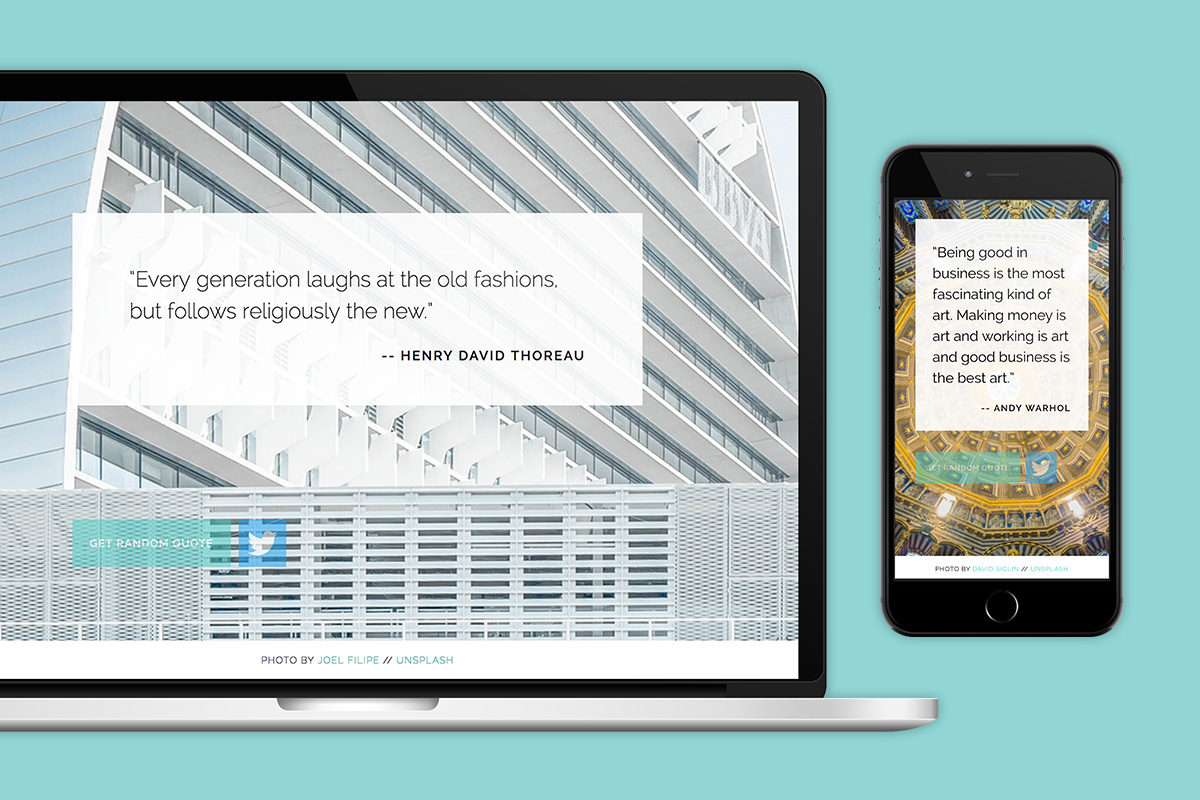 “Every generation laughs at the old fashions,
but follows religiously the new.”
-- HENRY DAVID THOREAU
GET RANDOM QUOTE
PHOTO BY JOEL FILIPE // UNSPLASH
“Being good in
business is the most
fascinating kind of
art. Making money is
art and working is art
and good business is
the best art.”
-- ANDY WARHOL
GET RANDOM QUOTE
PHOTO BY DAVID SIGLIN // UNSPLASH